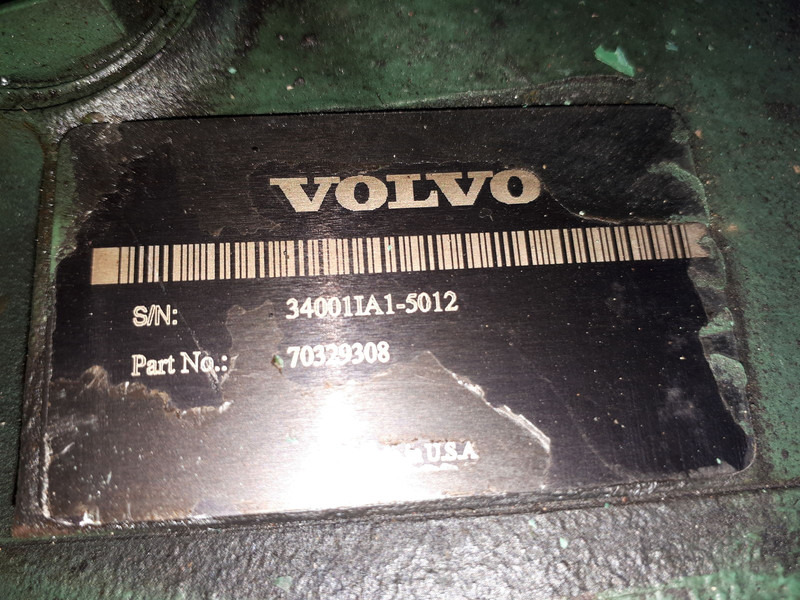 VOLVO
S/N: 34001IA1-5012
Part No.: 70329308
U.S.A